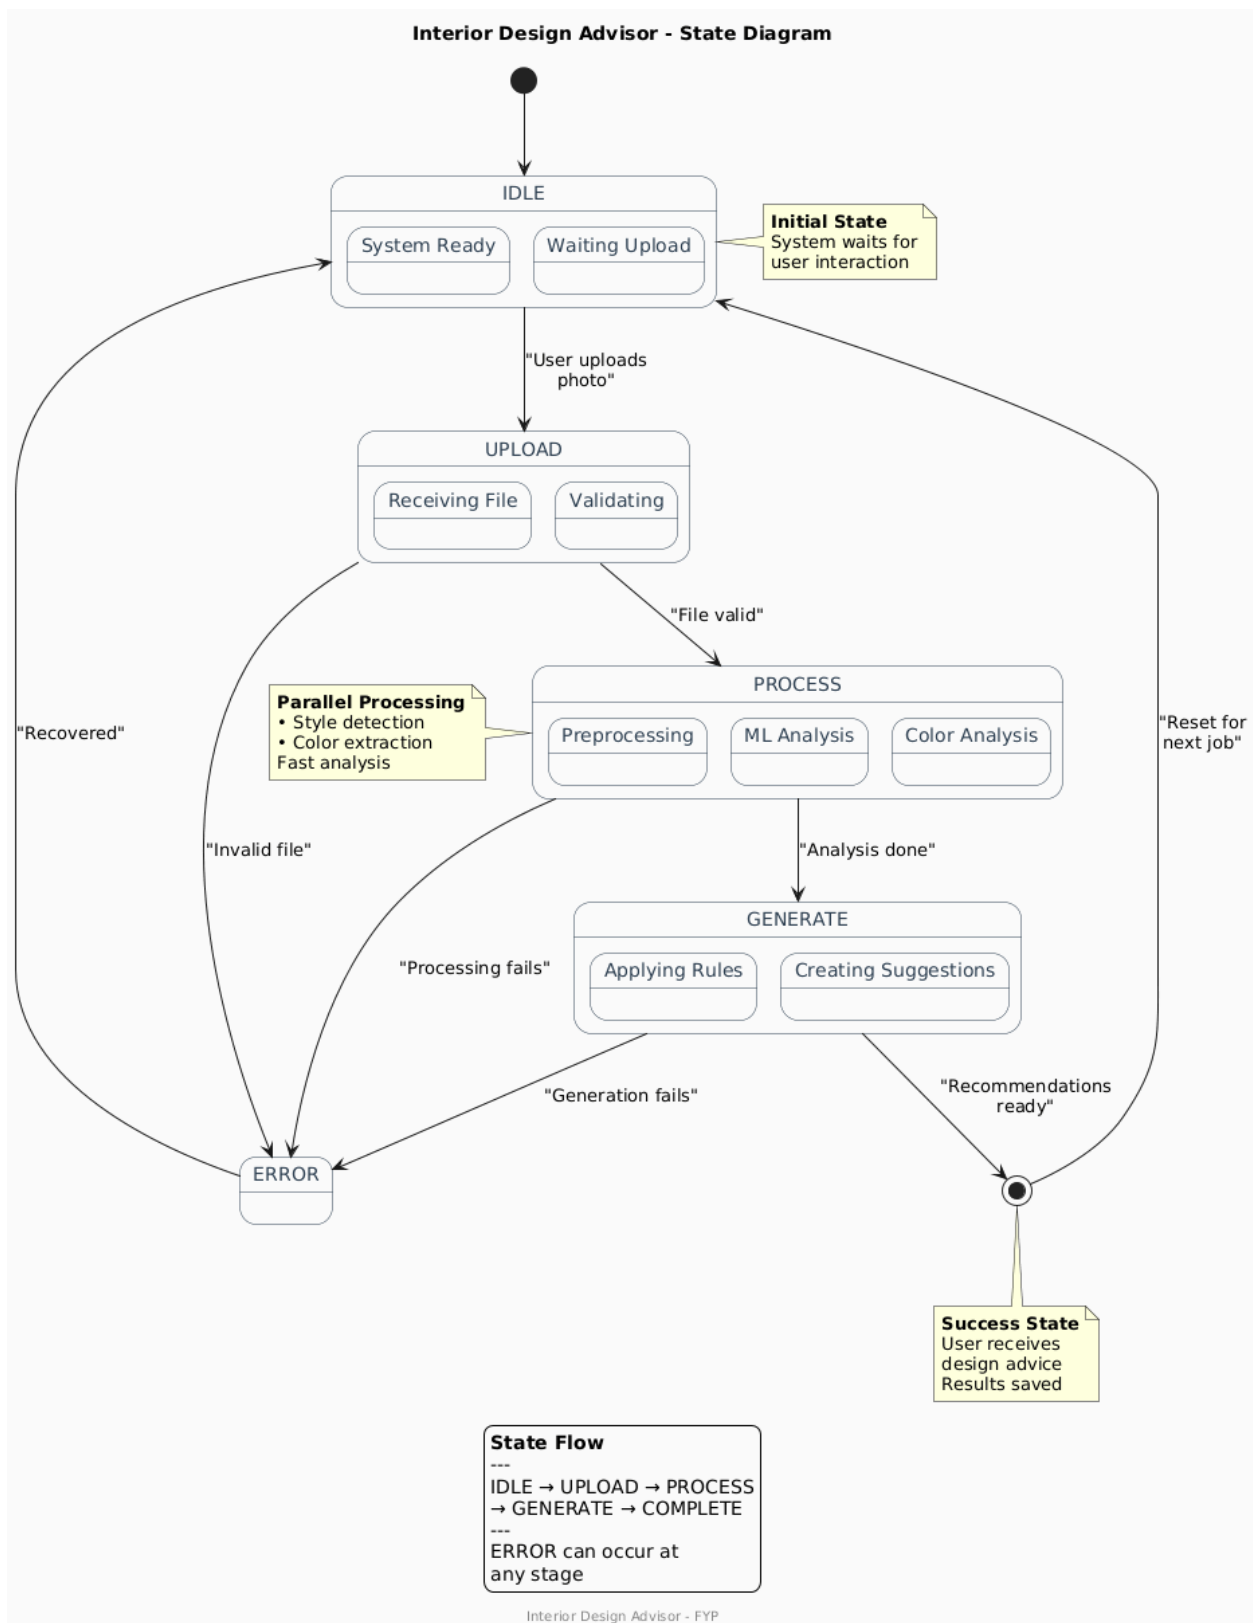 Interior Design Advisor - State Diagram
IDLE
System Ready
Waiting Upload
Initial State
System waits for
user interaction
"User uploads
photo"
UPLOAD
Receiving File
Validating
"File valid"
PROCESS
Preprocessing
ML Analysis
Color Analysis
Parallel Processing
• Style detection
• Color extraction
Fast analysis
"Recovered"
"Reset for
next job"
"Invalid file"
"Analysis done"
GENERATE
Applying Rules
Creating Suggestions
"Processing fails"
"Generation fails"
"Recommendations
ready"
ERROR
Success State
User receives
design advice
Results saved
State Flow
---
IDLE → UPLOAD → PROCESS
→ GENERATE → COMPLETE
---
ERROR can occur at
any stage
Interior Design Advisor - FYP